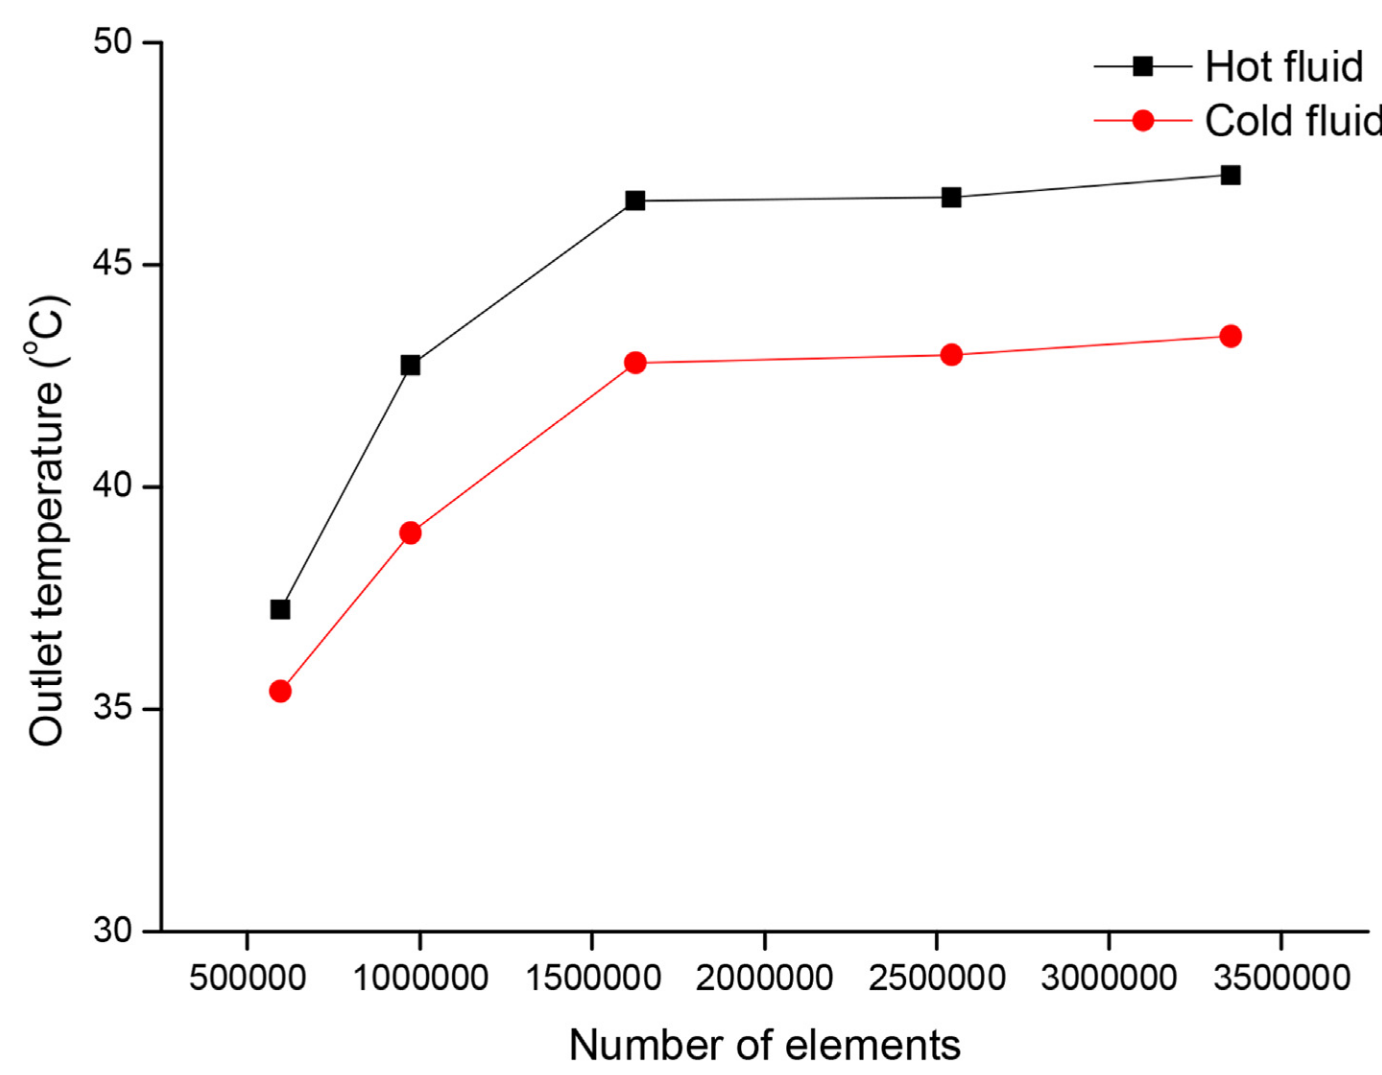 50
Hot fluid
Cold fluid
45
40
35
30
Outlet temperature (°C)
500000 1000000 1500000 2000000 2500000 3000000 3500000
Number of elements